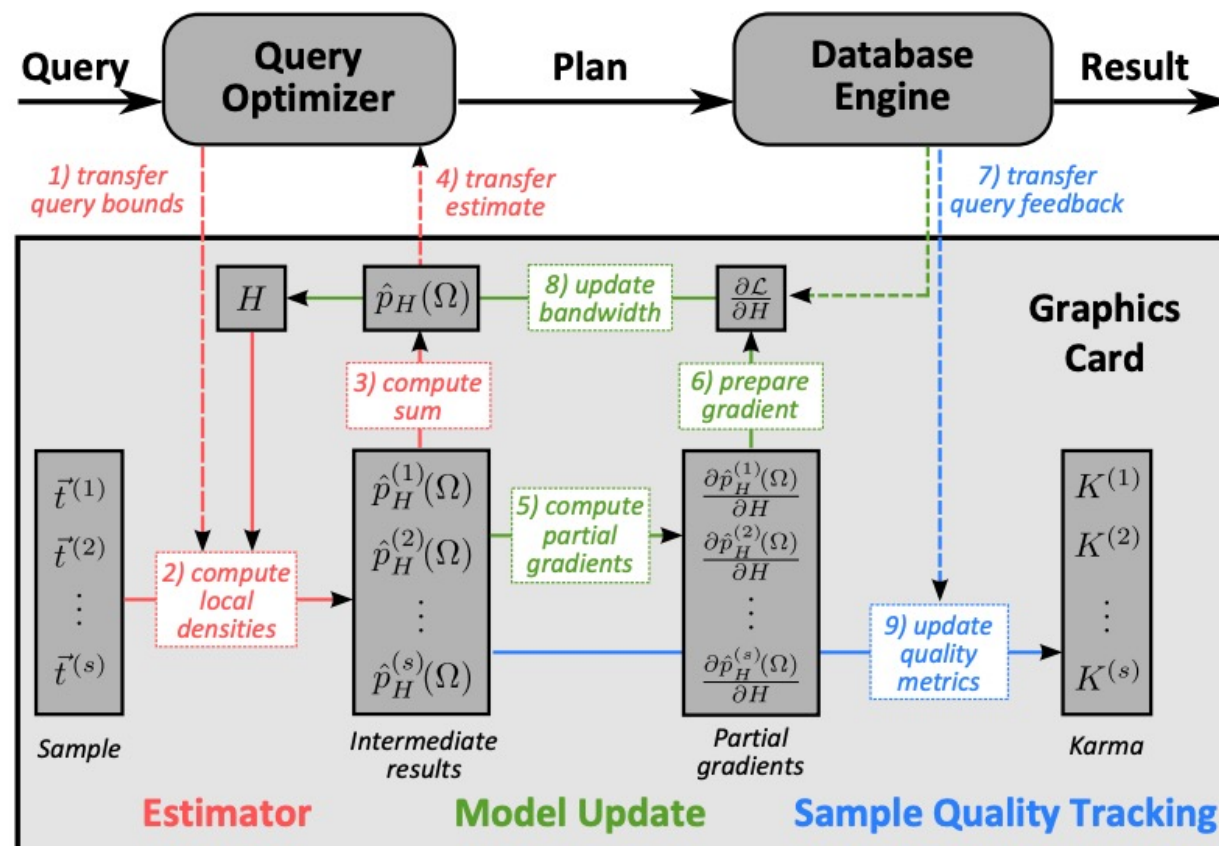 Query
Query
Optimizer
Plan
Database
Engine
Result
1) transfer
query bounds
4) transfer
estimate
7) transfer
query feedback
H
p̂_H(Ω)
8) update
bandwidth
∂ℒ/∂H
Graphics
Card
3) compute
sum
6) prepare
gradient
t⃗^(1)
t⃗^(2)
⋮
t⃗^(s)
2) compute
local
densities
p̂_H^(1)(Ω)
p̂_H^(2)(Ω)
⋮
p̂_H^(s)(Ω)
5) compute
partial
gradients
∂p̂_H^(1)(Ω)/∂H
∂p̂_H^(2)(Ω)/∂H
⋮
∂p̂_H^(s)(Ω)/∂H
9) update
quality
metrics
K^(1)
K^(2)
⋮
K^(s)
Sample
Intermediate
results
Partial
gradients
Karma
Estimator
Model Update
Sample Quality Tracking